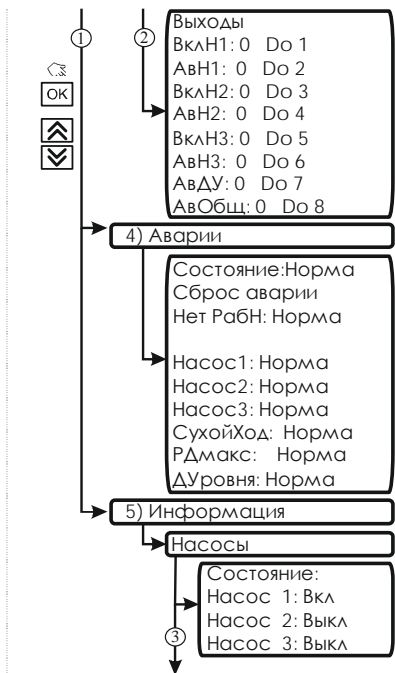 1
2
OK
Выходы
ВклН1: 0 Do 1
АвН1: 0 Do 2
ВклН2: 0 Do 3
АвН2: 0 Do 4
ВклН3: 0 Do 5
АвН3: 0 Do 6
АвДУ: 0 Do 7
АвОбщ: 0 Do 8
4) Аварии
Состояние:Норма
Сброс аварии
Нет РабН: Норма
Насос1: Норма
Насос2: Норма
Насос3: Норма
СухойХод: Норма
РДмакс: Норма
ДУровня: Норма
5) Информация
Насосы
Состояние:
Насос 1: Вкл
Насос 2: Выкл
Насос 3: Выкл
3